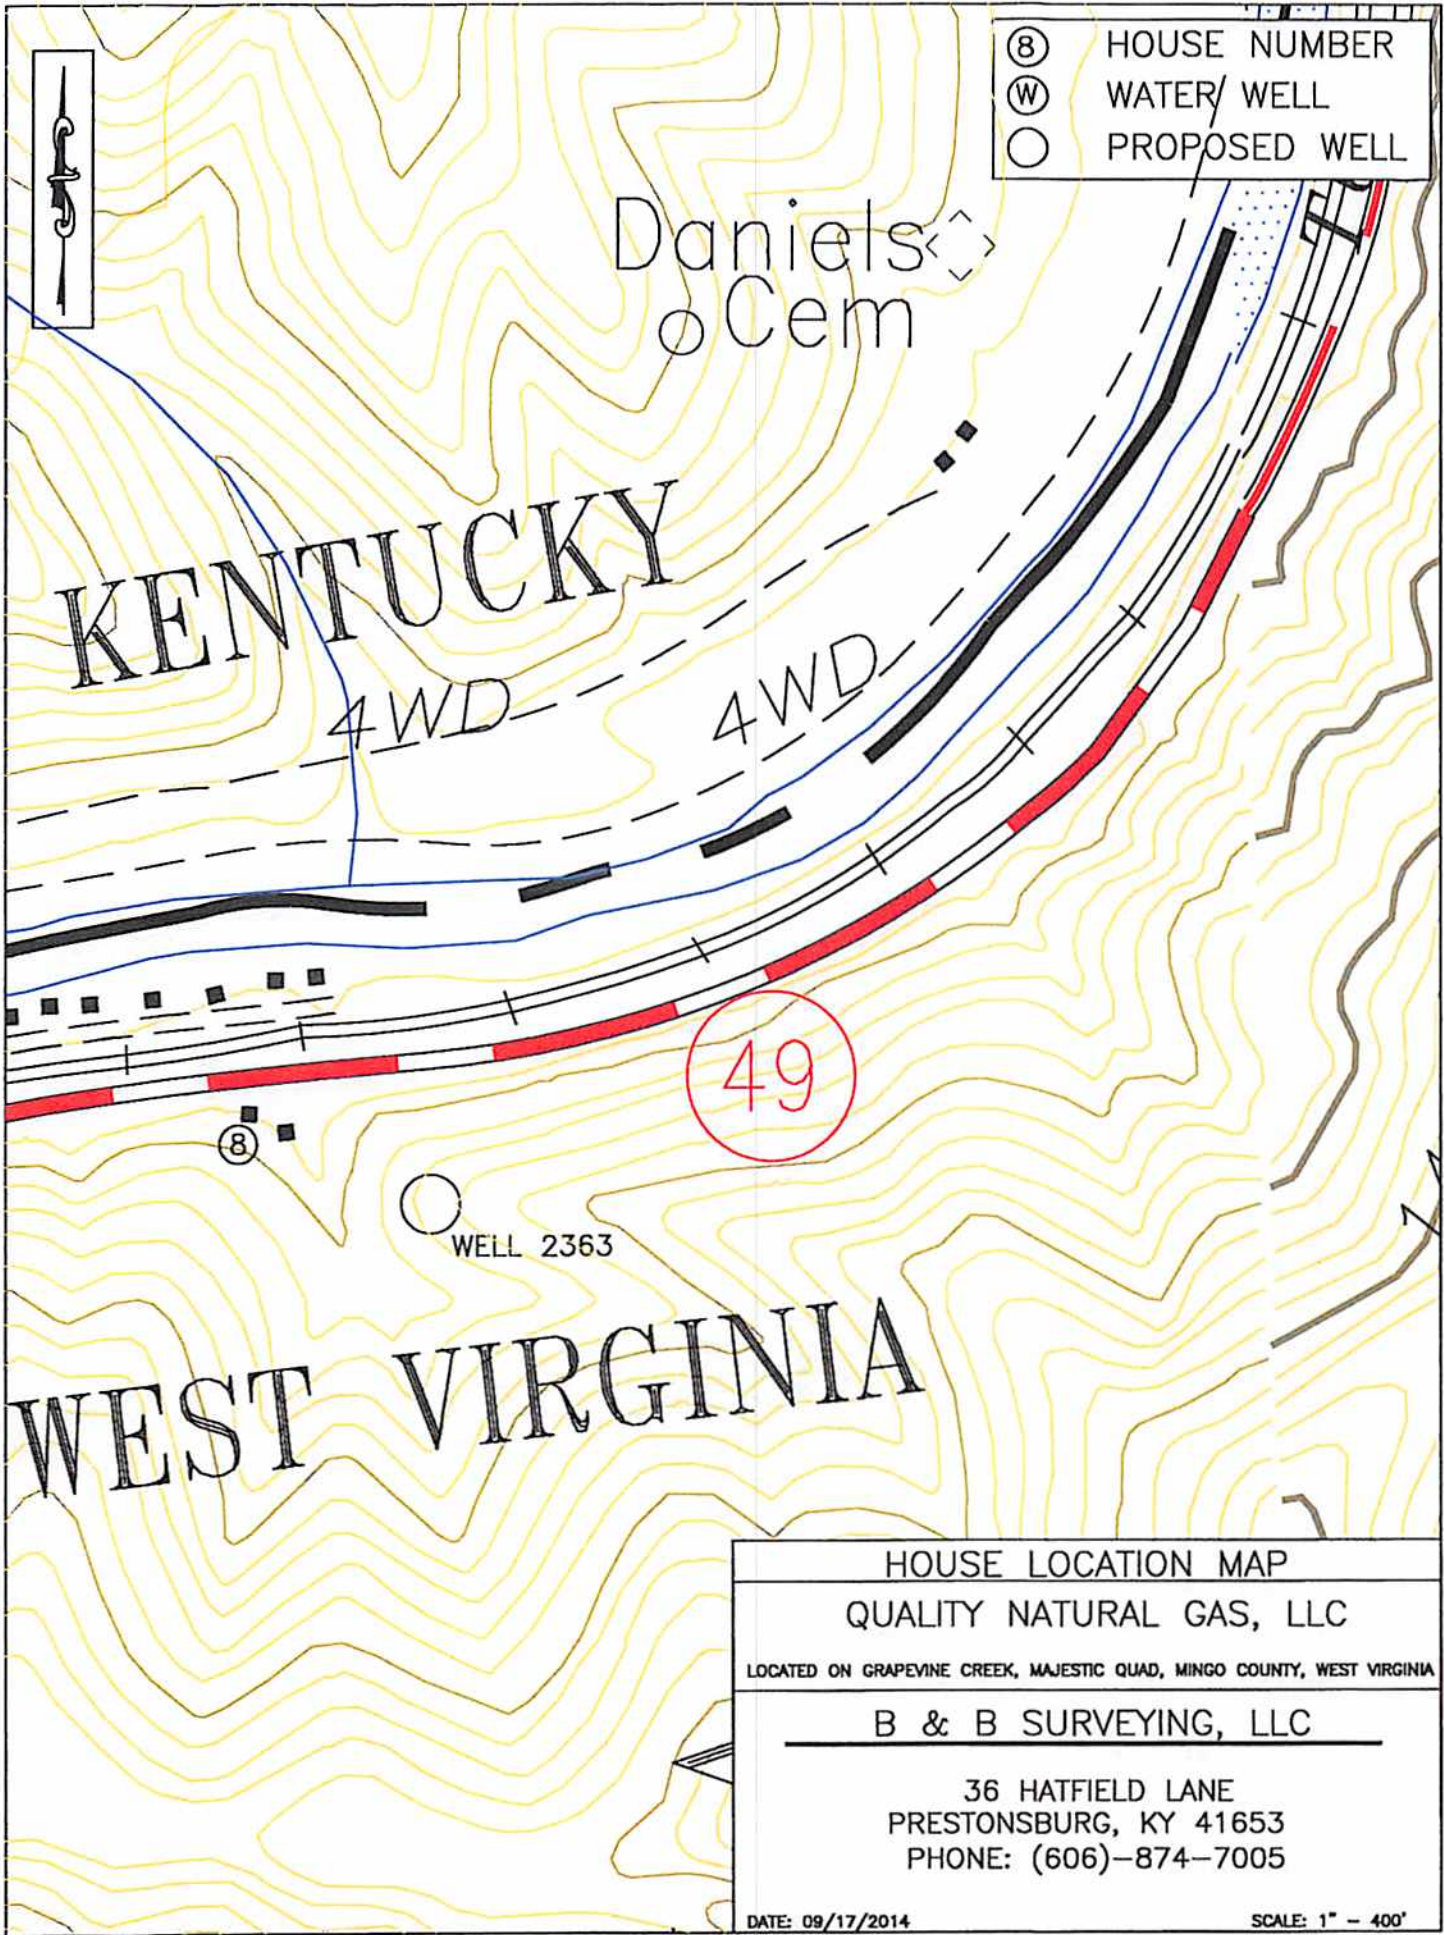 8 HOUSE NUMBER
W WATER WELL
PROPOSED WELL
Daniels
Cem
KENTUCKY
4WD
4WD
49
8
WELL 2363
WEST VIRGINIA
HOUSE LOCATION MAP
QUALITY NATURAL GAS, LLC
LOCATED ON GRAPEVINE CREEK, MAJESTIC QUAD, MINGO COUNTY, WEST VIRGINIA
B & B SURVEYING, LLC
36 HATFIELD LANE
PRESTONSBURG, KY 41653
PHONE: (606)-874-7005
DATE: 09/17/2014
SCALE: 1" - 400'